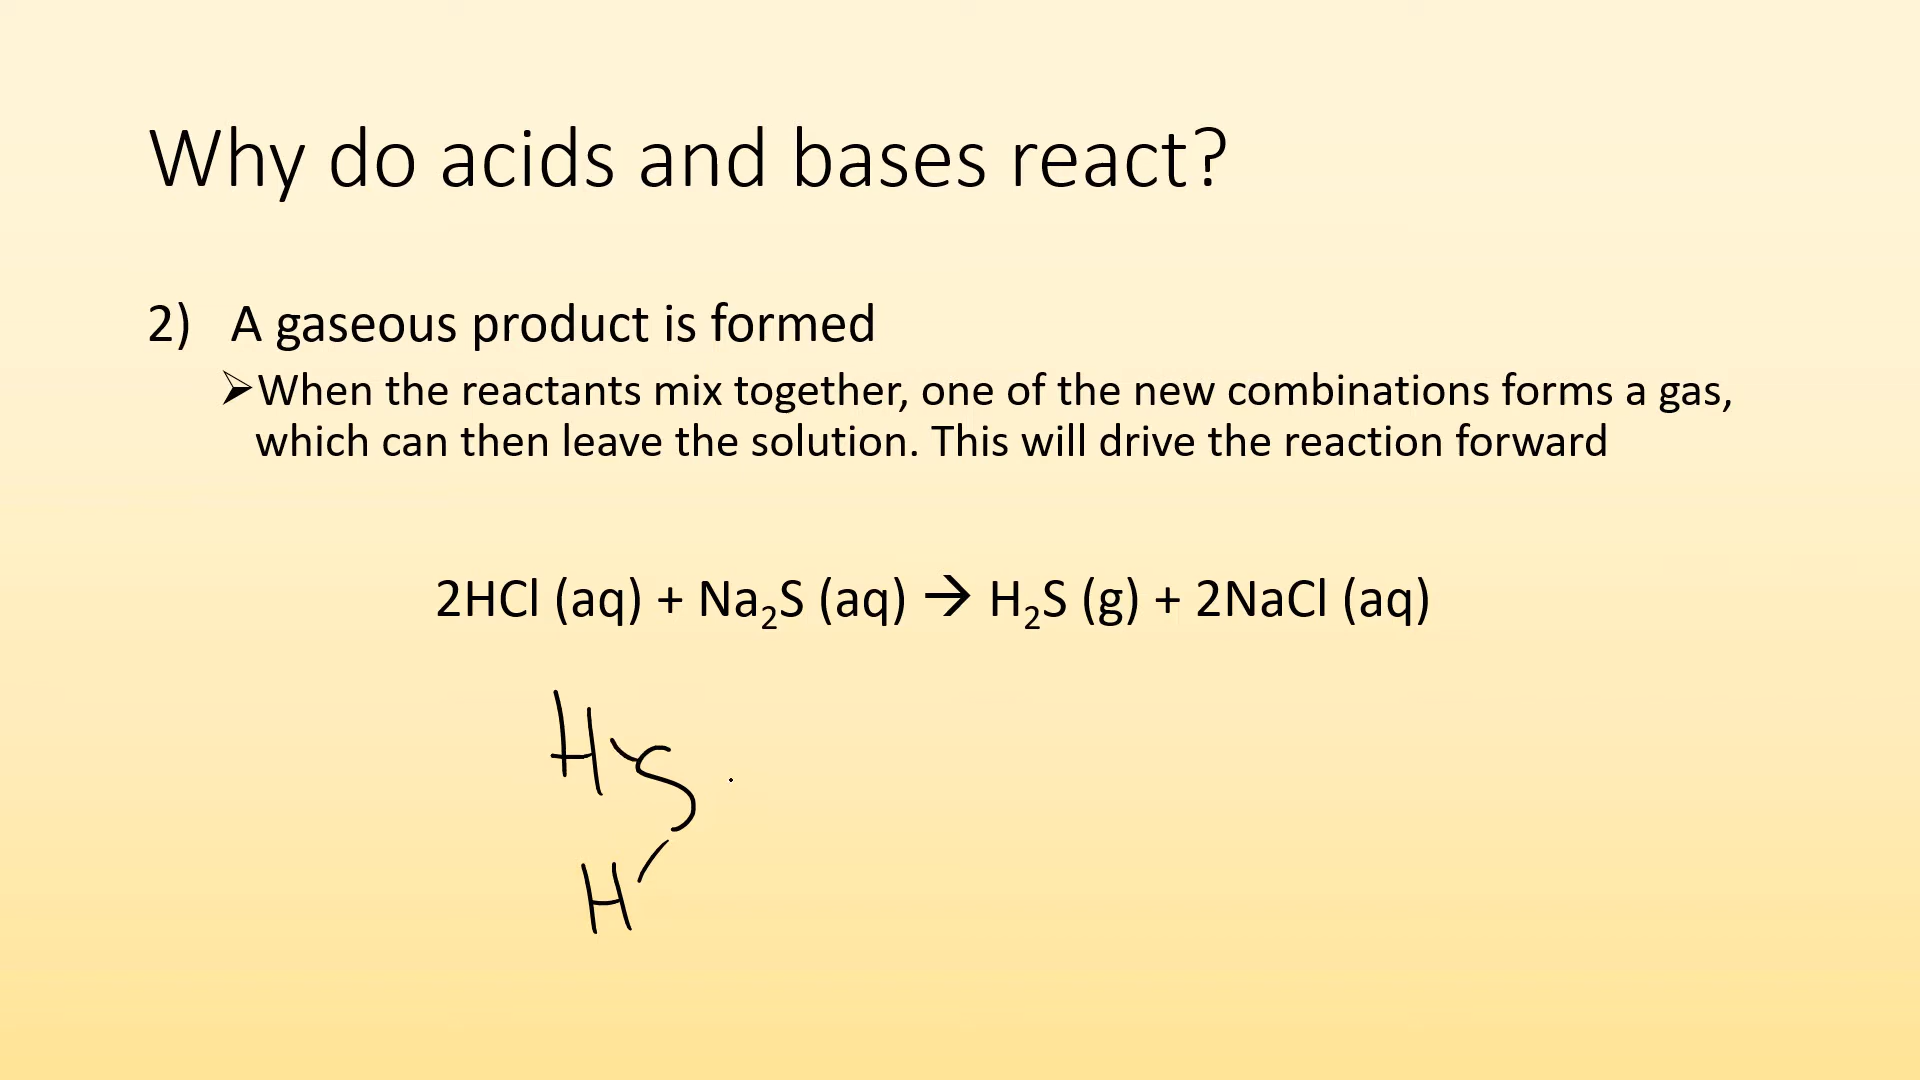 Why do acids and bases react?
2) A gaseous product is formed
➢When the reactants mix together, one of the new combinations forms a gas,
which can then leave the solution. This will drive the reaction forward
2HCl (aq) + Na₂S (aq) → H₂S (g) + 2NaCl (aq)
H S
H